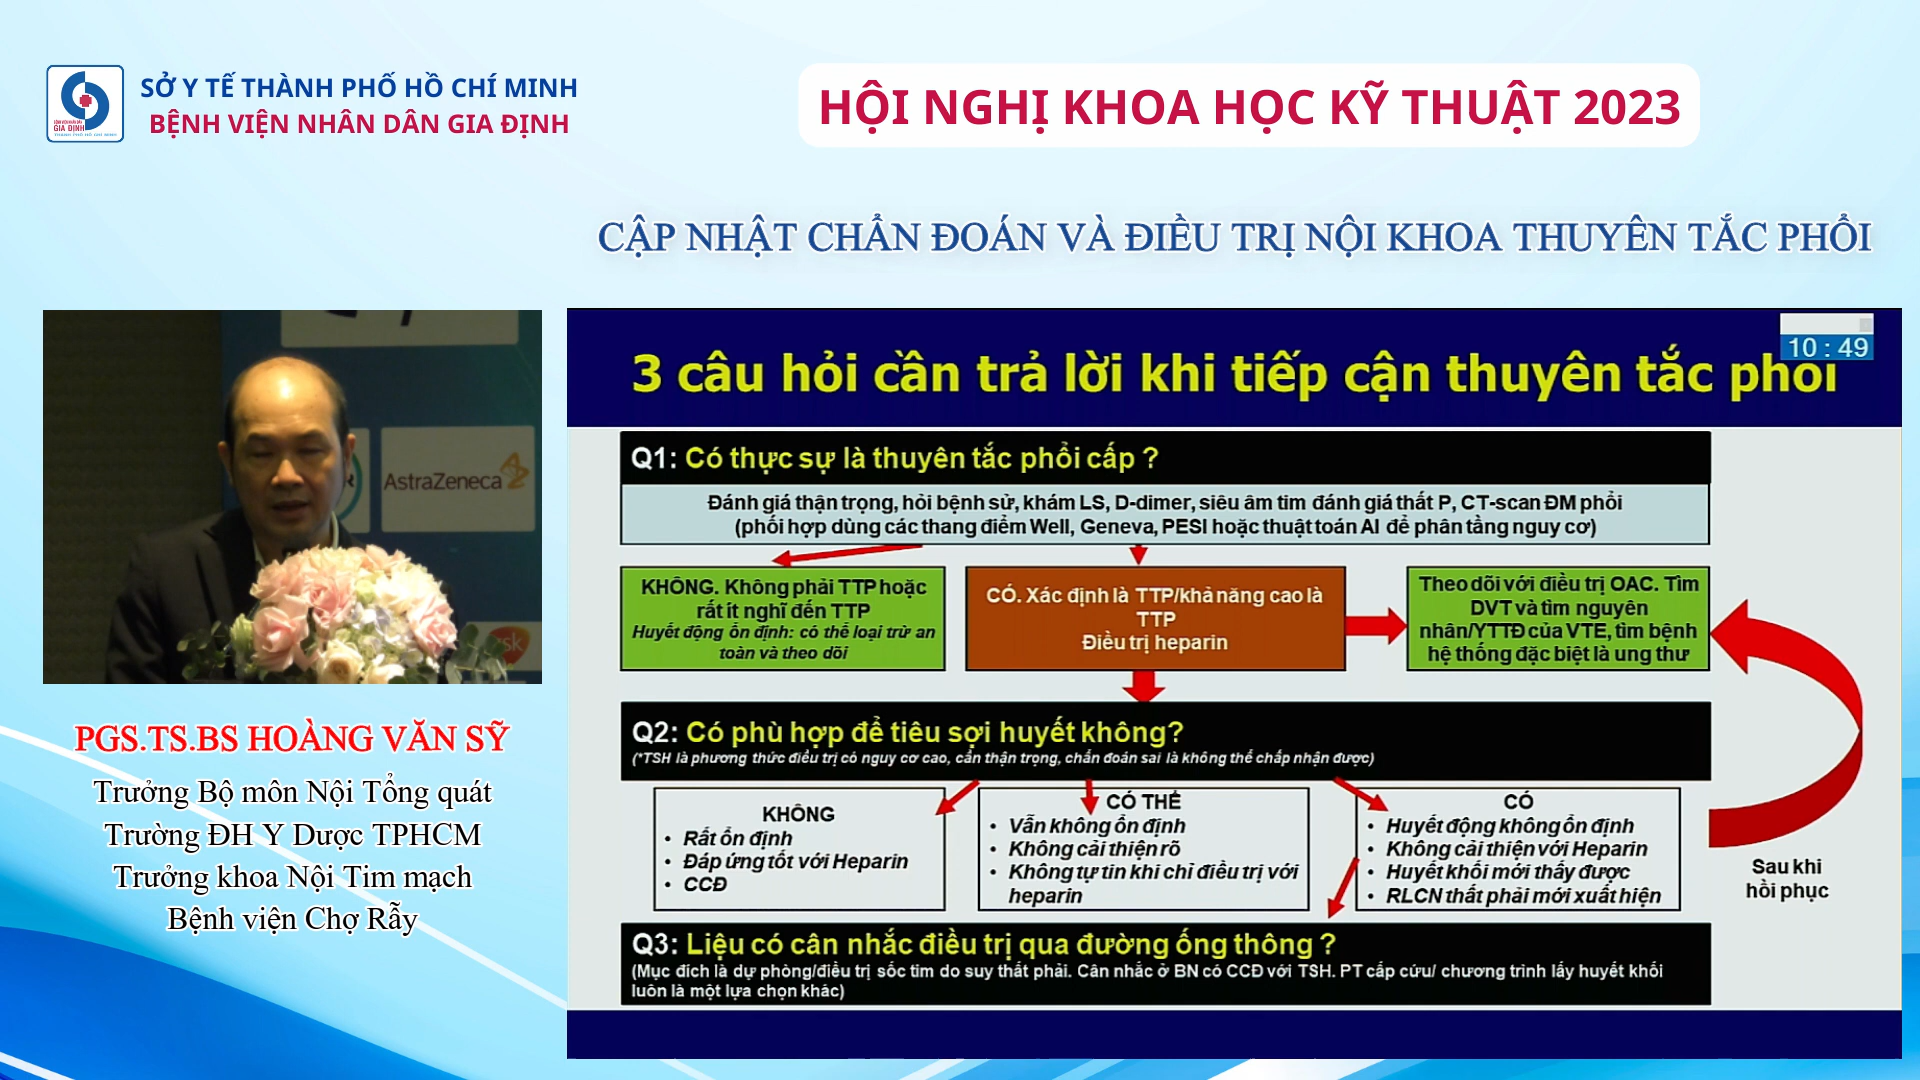 SỞ Y TẾ THÀNH PHỐ HỒ CHÍ MINH
BỆNH VIỆN NHÂN DÂN GIA ĐỊNH
GIA ĐỊNH
HỘI NGHỊ KHOA HỌC KỸ THUẬT 2023
CẬP NHẬT CHẨN ĐOÁN VÀ ĐIỀU TRỊ NỘI KHOA THUYÊN TẮC PHỔI
AstraZeneca
gsk
PGS.TS.BS HOÀNG VĂN SỸ
Trưởng Bộ môn Nội Tổng quát
Trường ĐH Y Dược TPHCM
Trưởng khoa Nội Tim mạch
Bệnh viện Chợ Rẫy
10 : 49
3 câu hỏi cần trả lời khi tiếp cận thuyên tắc phổi
Q1: Có thực sự là thuyên tắc phổi cấp ?
Đánh giá thận trọng, hỏi bệnh sử, khám LS, D-dimer, siêu âm tim đánh giá thất P, CT-scan ĐM phổi
(phối hợp dùng các thang điểm Well, Geneva, PESI hoặc thuật toán AI để phân tầng nguy cơ)
KHÔNG. Không phải TTP hoặc
rất ít nghĩ đến TTP
Huyết động ổn định: có thể loại trừ an
toàn và theo dõi
CÓ. Xác định là TTP/khả năng cao là
TTP
Điều trị heparin
Theo dõi với điều trị OAC. Tìm
DVT và tìm nguyên
nhân/YTTĐ của VTE, tìm bệnh
hệ thống đặc biệt là ung thư
Q2: Có phù hợp để tiêu sợi huyết không?
(*TSH là phương thức điều trị có nguy cơ cao, cẩn thận trọng, chẩn đoán sai là không thể chấp nhận được)
KHÔNG
• Rất ổn định
• Đáp ứng tốt với Heparin
• CCĐ
CÓ THỂ
• Vẫn không ổn định
• Không cải thiện rõ
• Không tự tin khi chỉ điều trị với
heparin
CÓ
• Huyết động không ổn định
• Không cải thiện với Heparin
• Huyết khối mới thấy được
• RLCN thất phải mới xuất hiện
Sau khi
hồi phục
Q3: Liệu có cân nhắc điều trị qua đường ống thông ?
(Mục đích là dự phòng/điều trị sốc tim do suy thất phải. Cân nhắc ở BN có CCĐ với TSH. PT cấp cứu/ chương trình lấy huyết khối
luôn là một lựa chọn khác)